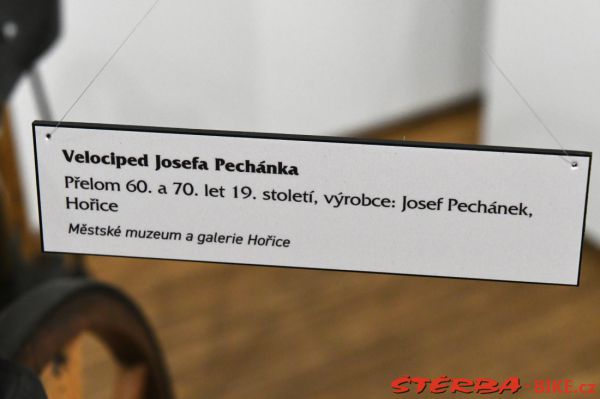 Velociped Josefa Pechánka
Přelom 60. a 70. let 19. století, výrobce: Josef Pechánek,
Hořice
Městské muzeum a galerie Hořice
ŠTĚRBA-BIKE.cz